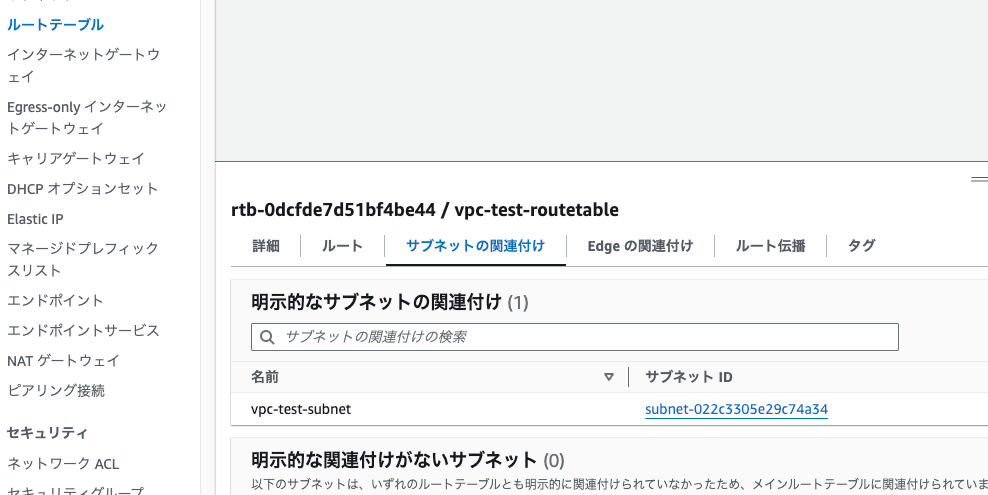 ルートテーブル
インターネットゲートウ
ェイ
Egress-only インターネッ
トゲートウェイ
キャリアゲートウェイ
DHCP オプションセット
Elastic IP
マネージドプレフィック
スリスト
エンドポイント
エンドポイントサービス
NAT ゲートウェイ
ピアリング接続
セキュリティ
ネットワーク ACL
セキュリティグループ
rtb-0dcfde7d51bf4be44 / vpc-test-routetable
詳細
ルート
サブネットの関連付け
Edge の関連付け
ルート伝播
タグ
明示的なサブネットの関連付け (1)
サブネットの関連付けの検索
名前
サブネット ID
vpc-test-subnet
subnet-022c3305e29c74a34
明示的な関連付けがないサブネット (0)
以下のサブネットは、いずれのルートテーブルとも明示的に関連付けられていなかったため、メインルートテーブルに関連付けられていま